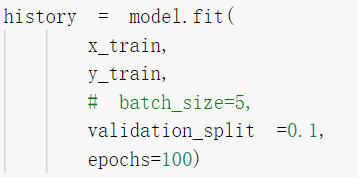 history = model.fit(
x_train,
y_train,
# batch_size=5,
validation_split =0.1,
epochs=100)